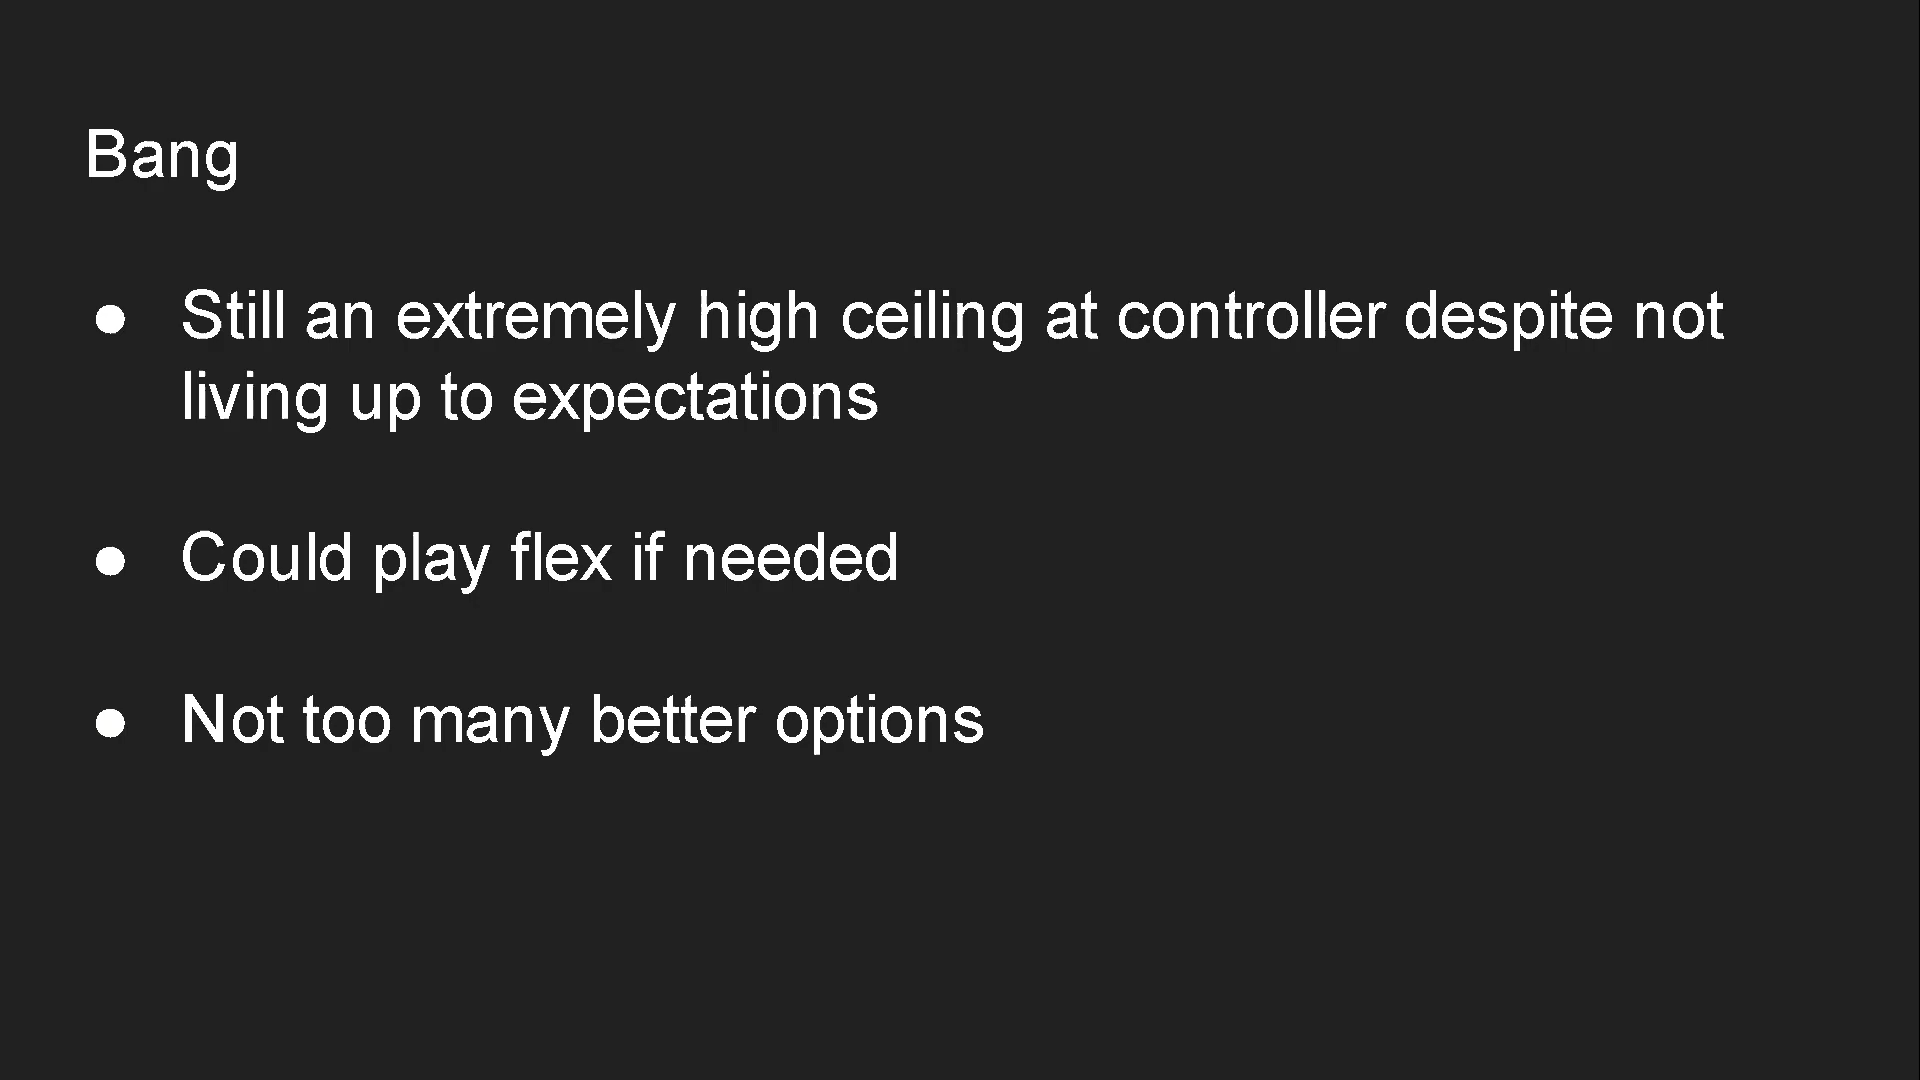 Bang
● Still an extremely high ceiling at controller despite not
living up to expectations
● Could play flex if needed
● Not too many better options